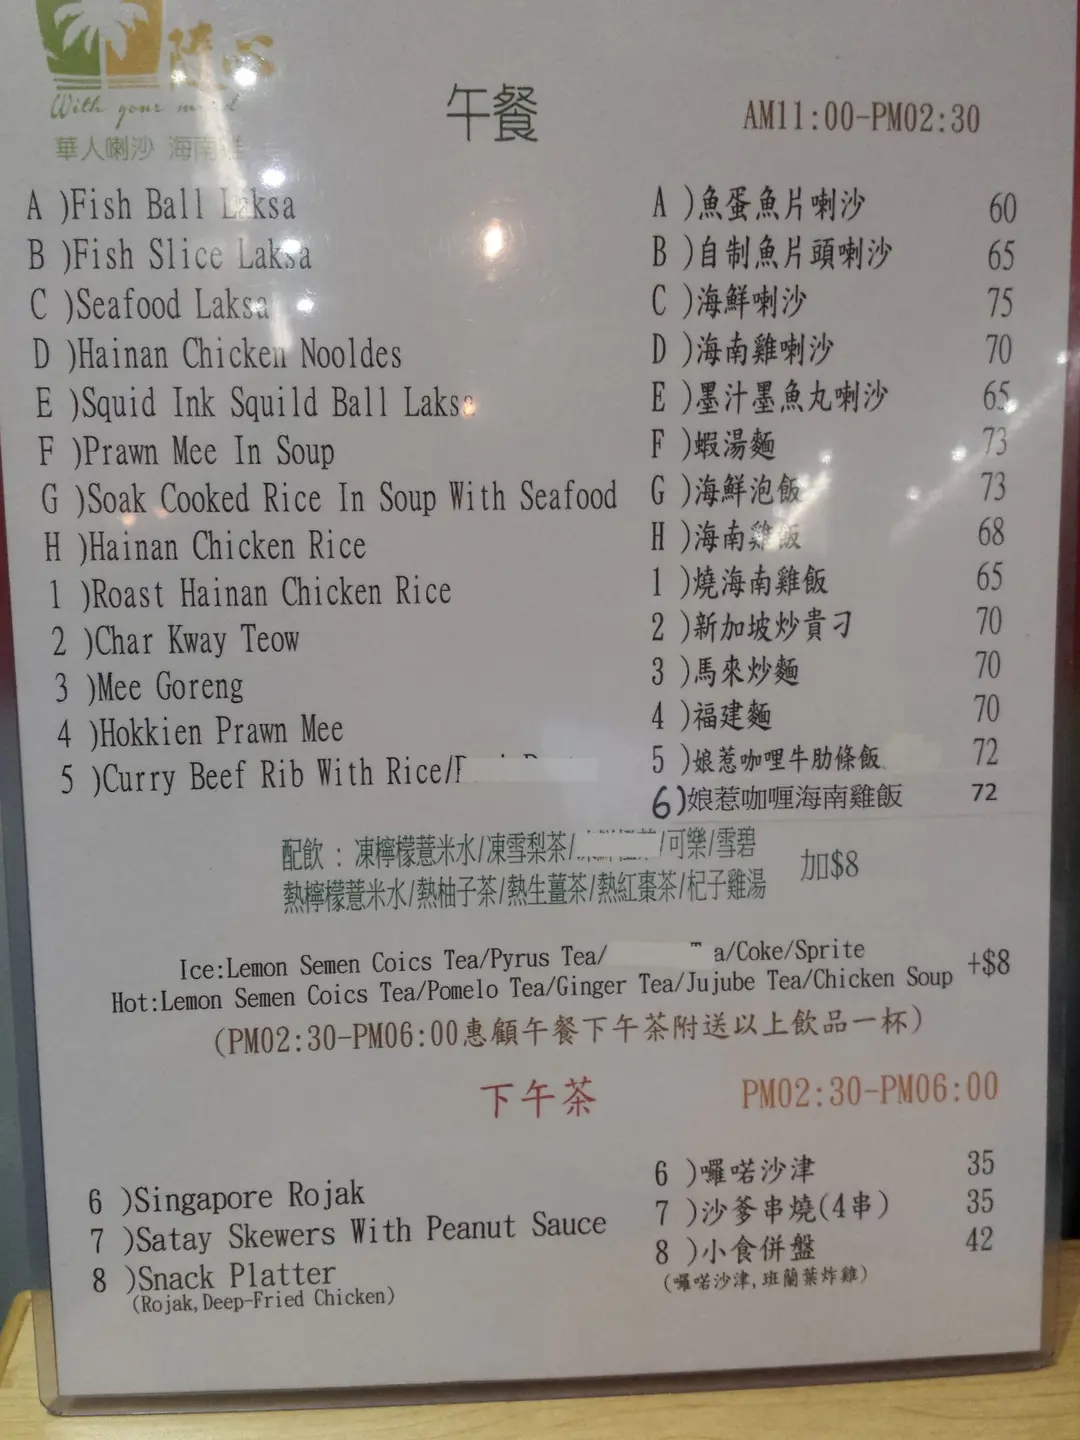 隨心
With your mind
華人喇沙 海南雞
午餐 AM11:00-PM02:30
A )Fish Ball Laksa A )魚蛋魚片喇沙 60
B )Fish Slice Laksa B )自制魚片頭喇沙 65
C )Seafood Laksa C )海鮮喇沙 75
D )Hainan Chicken Nooldes D )海南雞喇沙 70
E )Squid Ink Squild Ball Laksa E )墨汁墨魚丸喇沙 65
F )Prawn Mee In Soup F )蝦湯麵 73
G )Soak Cooked Rice In Soup With Seafood G )海鮮泡飯 73
H )Hainan Chicken Rice H )海南雞飯 68
1 )Roast Hainan Chicken Rice 1 )燒海南雞飯 65
2 )Char Kway Teow 2 )新加坡炒貴刁 70
3 )Mee Goreng 3 )馬來炒麵 70
4 )Hokkien Prawn Mee 4 )福建麵 70
5 )Curry Beef Rib With Rice/ 5 )娘惹咖哩牛肋條飯 72
6)娘惹咖喱海南雞飯 72
配飲 : 凍檸檬薏米水/凍雪梨茶/ /可樂/雪碧
熱檸檬薏米水/熱柚子茶/熱生薑茶/熱紅棗茶/杞子雞湯 加$8
Ice:Lemon Semen Coics Tea/Pyrus Tea/ a/Coke/Sprite
Hot:Lemon Semen Coics Tea/Pomelo Tea/Ginger Tea/Jujube Tea/Chicken Soup +$8
(PM02:30-PM06:00惠顧午餐下午茶附送以上飲品一杯)
下午茶 PM02:30-PM06:00
6 )Singapore Rojak 6 )囉喏沙津 35
7 )Satay Skewers With Peanut Sauce 7 )沙爹串燒(4串) 35
8 )Snack Platter 8 )小食併盤 42
(Rojak,Deep-Fried Chicken) (囉喏沙津,班蘭葉炸雞)